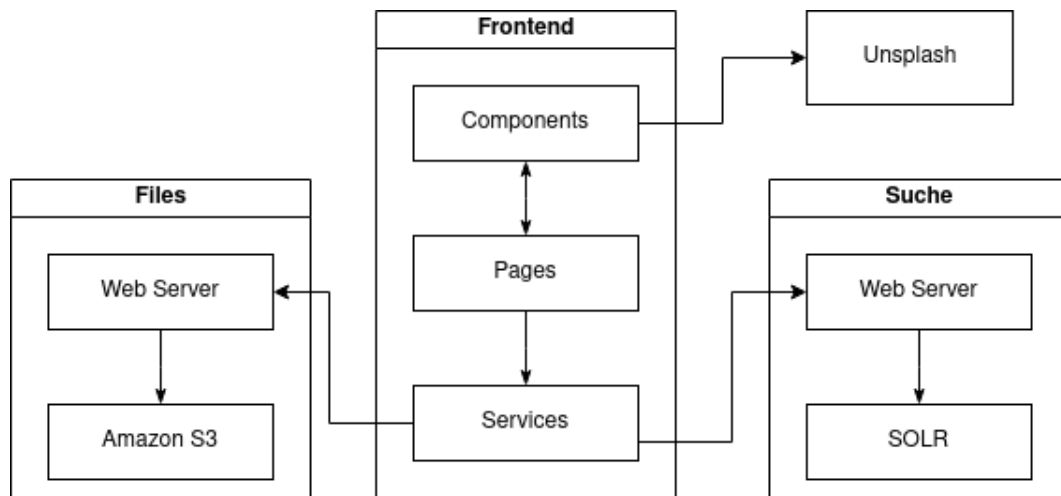 Frontend
Components
Pages
Services
Unsplash
Files
Web Server
Amazon S3
Suche
Web Server
SOLR